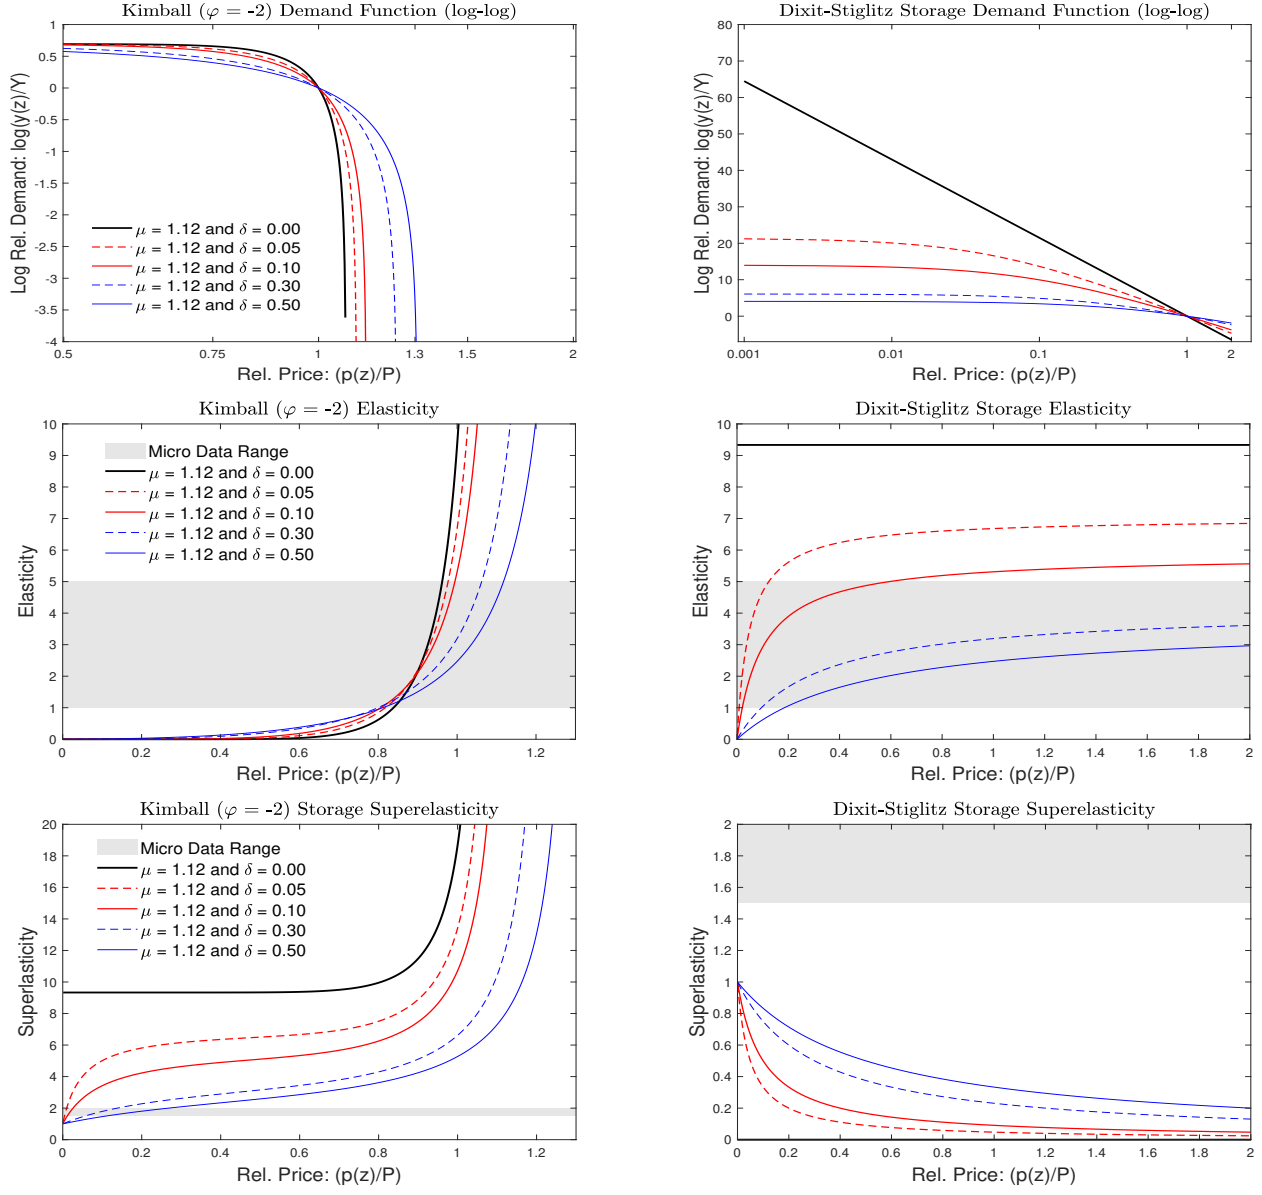 Kimball (φ = -2) Demand Function (log-log)
Log Rel. Demand: log(y(z)/Y)
1
0.5
0
-0.5
-1
-1.5
-2
-2.5
-3
-3.5
-4
μ = 1.12 and δ = 0.00
μ = 1.12 and δ = 0.05
μ = 1.12 and δ = 0.10
μ = 1.12 and δ = 0.30
μ = 1.12 and δ = 0.50
0.5 0.75 1 1.3 1.5 2
Rel. Price: (p(z)/P)
Dixit-Stiglitz Storage Demand Function (log-log)
Log Rel. Demand: log(y(z)/Y)
80
70
60
50
40
30
20
10
0
0.001 0.01 0.1 1 2
Rel. Price: (p(z)/P)
Kimball (φ = -2) Elasticity
Elasticity
10
9
8
7
6
5
4
3
2
1
0
Micro Data Range
μ = 1.12 and δ = 0.00
μ = 1.12 and δ = 0.05
μ = 1.12 and δ = 0.10
μ = 1.12 and δ = 0.30
μ = 1.12 and δ = 0.50
0 0.2 0.4 0.6 0.8 1 1.2
Rel. Price: (p(z)/P)
Dixit-Stiglitz Storage Elasticity
Elasticity
10
9
8
7
6
5
4
3
2
1
0
0 0.2 0.4 0.6 0.8 1 1.2 1.4 1.6 1.8 2
Rel. Price: (p(z)/P)
Kimball (φ = -2) Storage Superelasticity
Superlasticity
20
18
16
14
12
10
8
6
4
2
0
Micro Data Range
μ = 1.12 and δ = 0.00
μ = 1.12 and δ = 0.05
μ = 1.12 and δ = 0.10
μ = 1.12 and δ = 0.30
μ = 1.12 and δ = 0.50
0 0.2 0.4 0.6 0.8 1 1.2
Rel. Price: (p(z)/P)
Dixit-Stiglitz Storage Superelasticity
Superlasticity
2
1.8
1.6
1.4
1.2
1
0.8
0.6
0.4
0.2
0
0 0.2 0.4 0.6 0.8 1 1.2 1.4 1.6 1.8 2
Rel. Price: (p(z)/P)